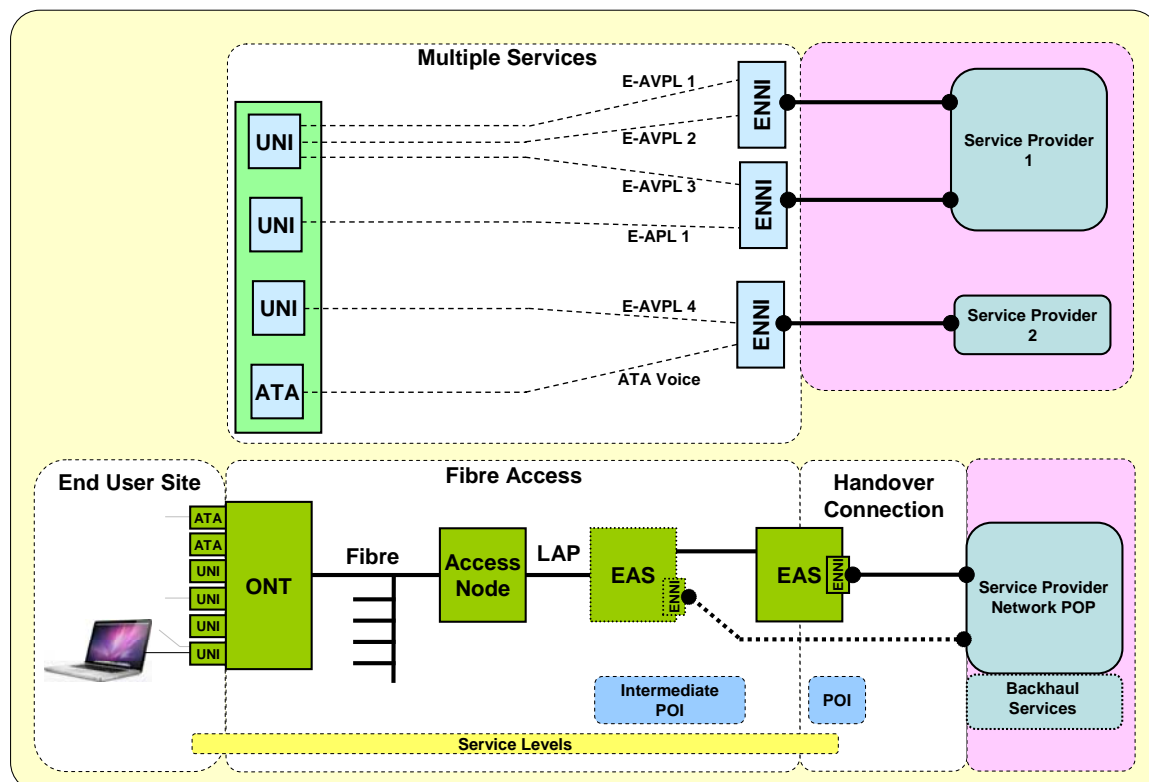 Multiple Services
E-AVPL 1
UNI
ENNI
E-AVPL 2
Service Provider
1
E-AVPL 3
UNI
ENNI
E-APL 1
UNI
E-AVPL 4
ENNI
Service Provider
2
ATA
ATA Voice
End User Site
Fibre Access
Handover
Connection
ATA
ATA
UNI
UNI
UNI
UNI
ONT
Fibre
Access
Node
LAP
EAS
ENNI
EAS
ENNI
Service Provider
Network POP
Intermediate
POI
POI
Backhaul
Services
Service Levels